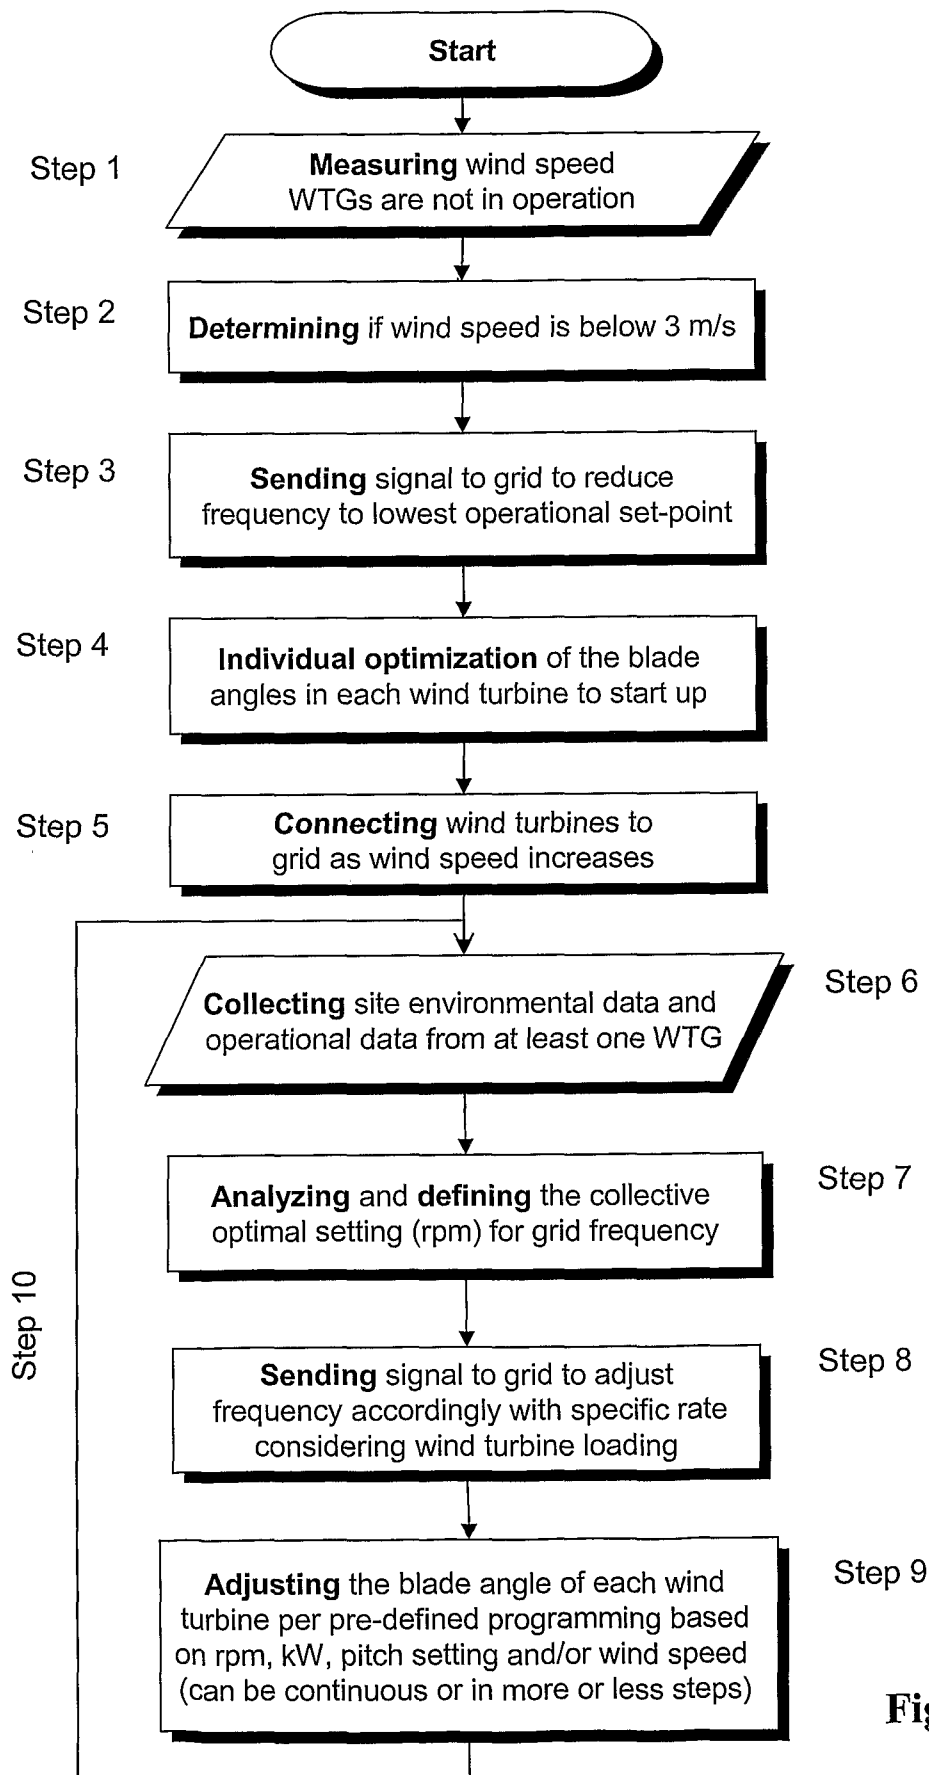 Start
Step 1
Measuring wind speed
WTGs are not in operation
Step 2
Determining if wind speed is below 3 m/s
Step 3
Sending signal to grid to reduce
frequency to lowest operational set-point
Step 4
Individual optimization of the blade
angles in each wind turbine to start up
Step 5
Connecting wind turbines to
grid as wind speed increases
Step 6
Collecting site environmental data and
operational data from at least one WTG
Step 7
Analyzing and defining the collective
optimal setting (rpm) for grid frequency
Step 10
Step 8
Sending signal to grid to adjust
frequency accordingly with specific rate
considering wind turbine loading
Step 9
Adjusting the blade angle of each wind
turbine per pre-defined programming based
on rpm, kW, pitch setting and/or wind speed
(can be continuous or in more or less steps)
Fig